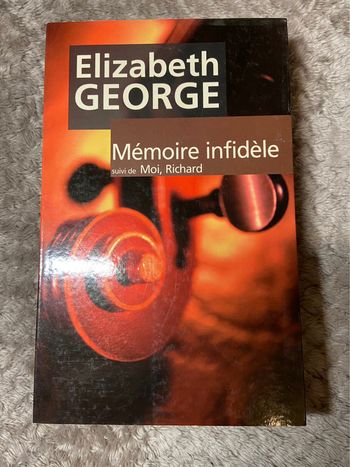 Elizabeth
GEORGE
Mémoire infidèle
suivi de Moi, Richard